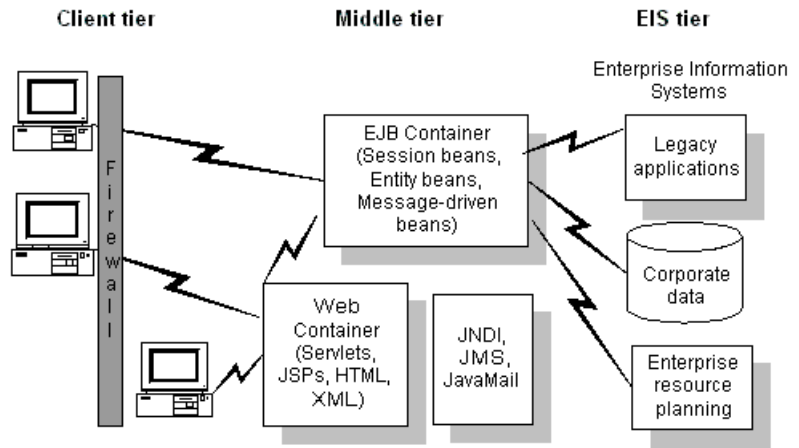 Client tier
Middle tier
EIS tier
Firewall
EJB Container
(Session beans,
Entity beans,
Message-driven
beans)
Web
Container
(Servlets,
JSPs, HTML,
XML)
JNDI,
JMS,
JavaMail
Enterprise Information
Systems
Legacy
applications
Corporate
data
Enterprise
resource
planning